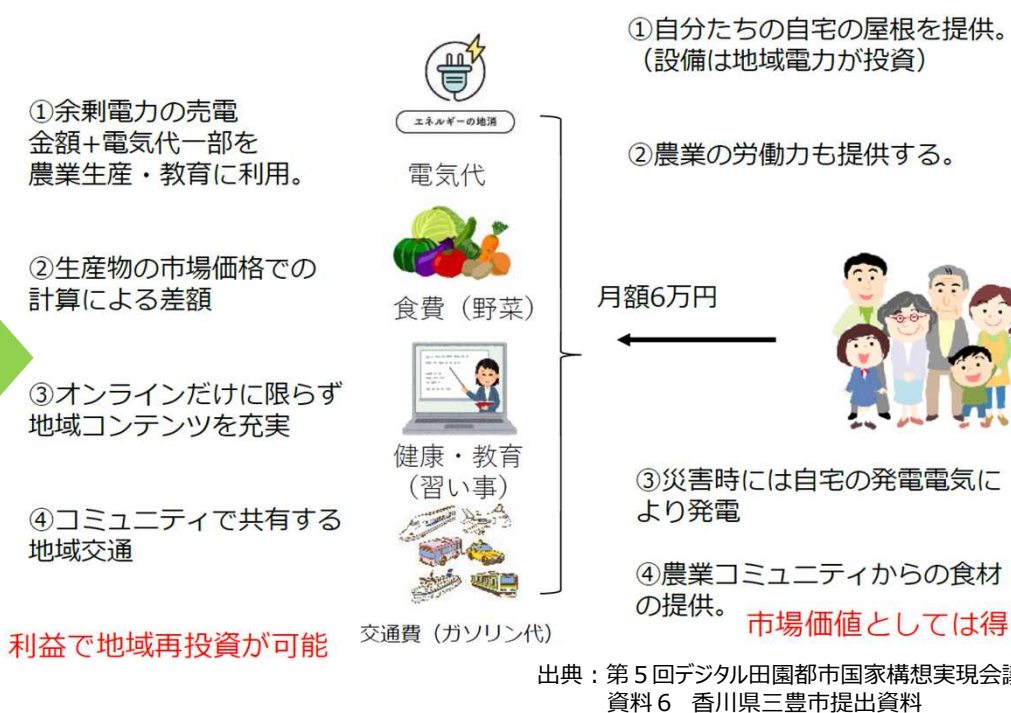 ①余剰電力の売電
金額+電気代一部を
農業生産・教育に利用。
②生産物の市場価格での
計算による差額
③オンラインだけに限らず
地域コンテンツを充実
④コミュニティで共有する
地域交通
利益で地域再投資が可能
エネルギーの地消
電気代
食費（野菜）
健康・教育
（習い事）
交通費（ガソリン代）
月額6万円
①自分たちの自宅の屋根を提供。
（設備は地域電力が投資）
②農業の労働力も提供する。
③災害時には自宅の発電電気に
より発電
④農業コミュニティからの食材
の提供。
市場価値としては得
出典：第５回デジタル田園都市国家構想実現会議
資料６　香川県三豊市提出資料